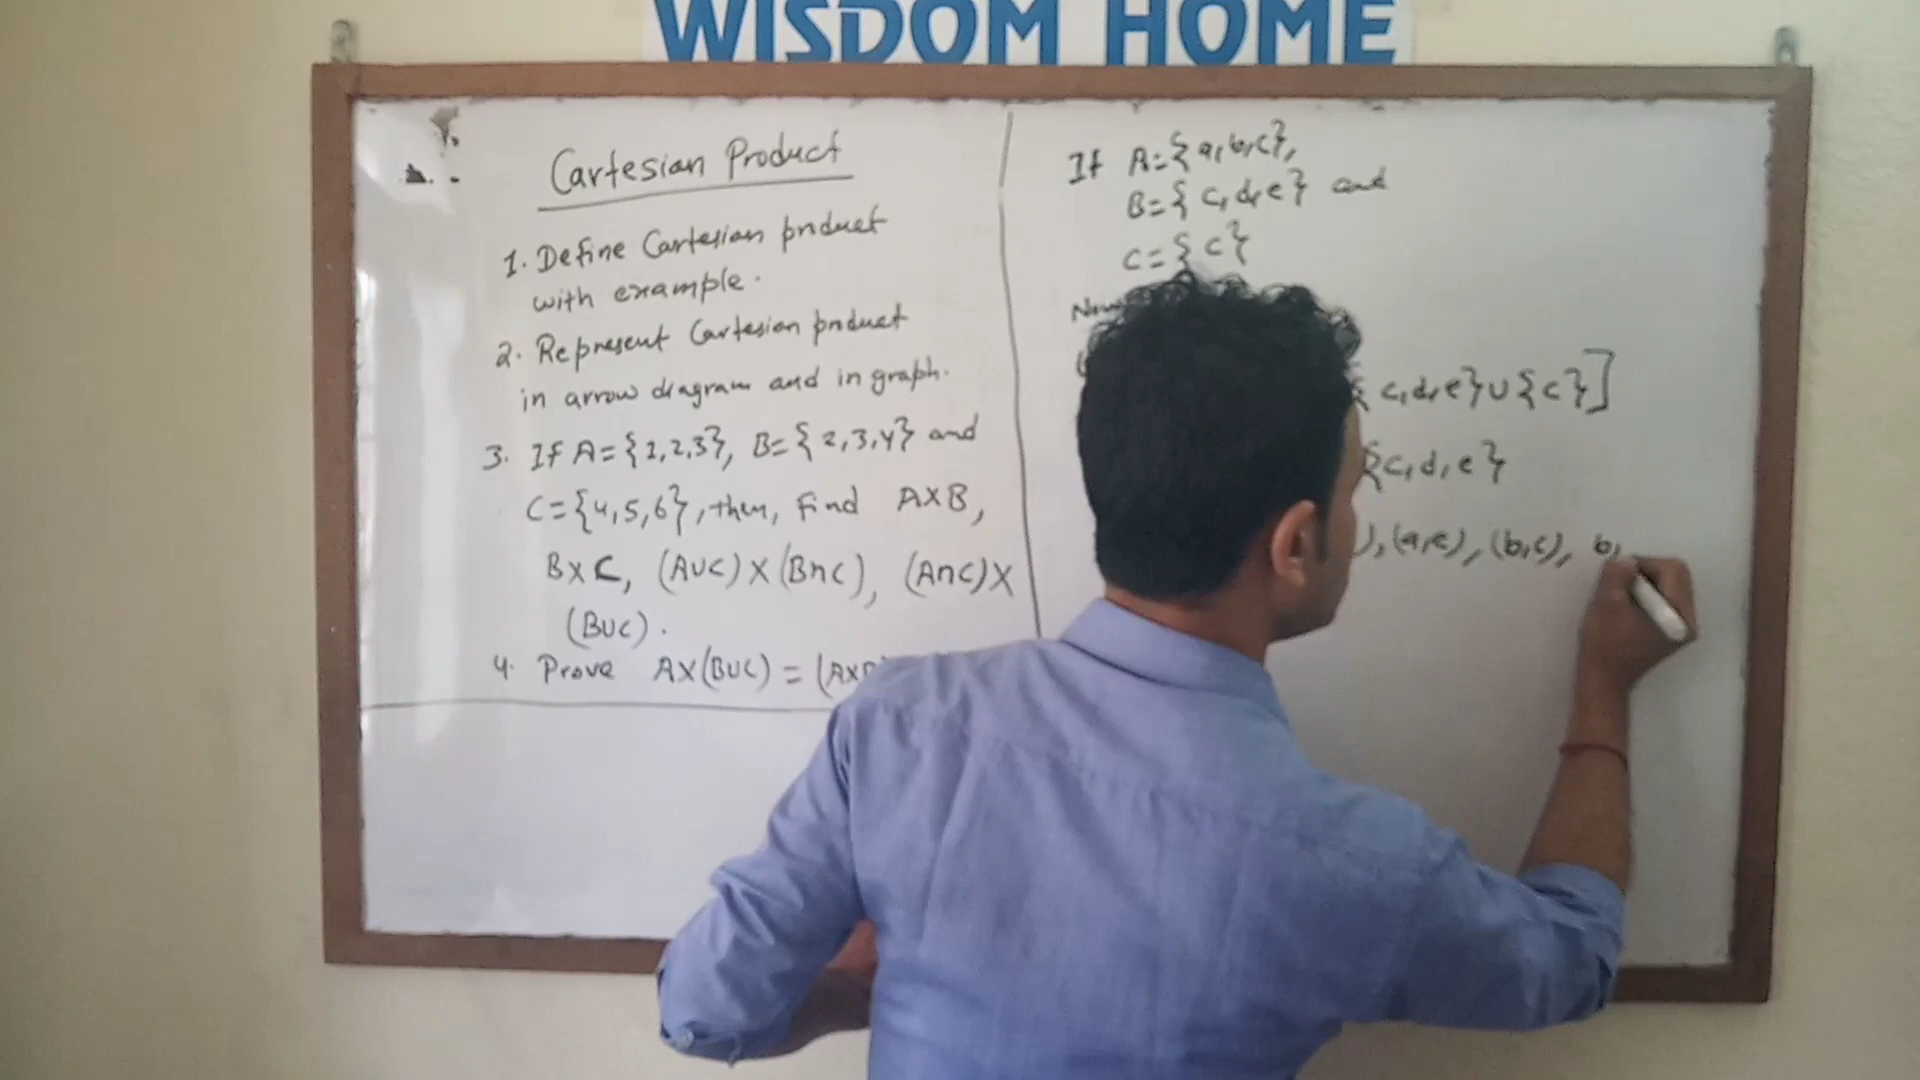 WISDOM HOME
Cartesian Product
1. Define Cartesian product
with example.
2. Represent Cartesian product
in arrow diagram and in graph.
3. If A={1,2,3}, B={2,3,4} and
C={4,5,6}, then, find A×B,
B×C, (A∪C)×(B∩C), (A∩C)×
(B∪C).
4. Prove A×(B∪C) = (A×
If A={a,b,c},
B={c,d,e} and
C={c}
Now
{c,d,e}∪{c}]
{c,d,e}
),(a,e),(b,c), b,